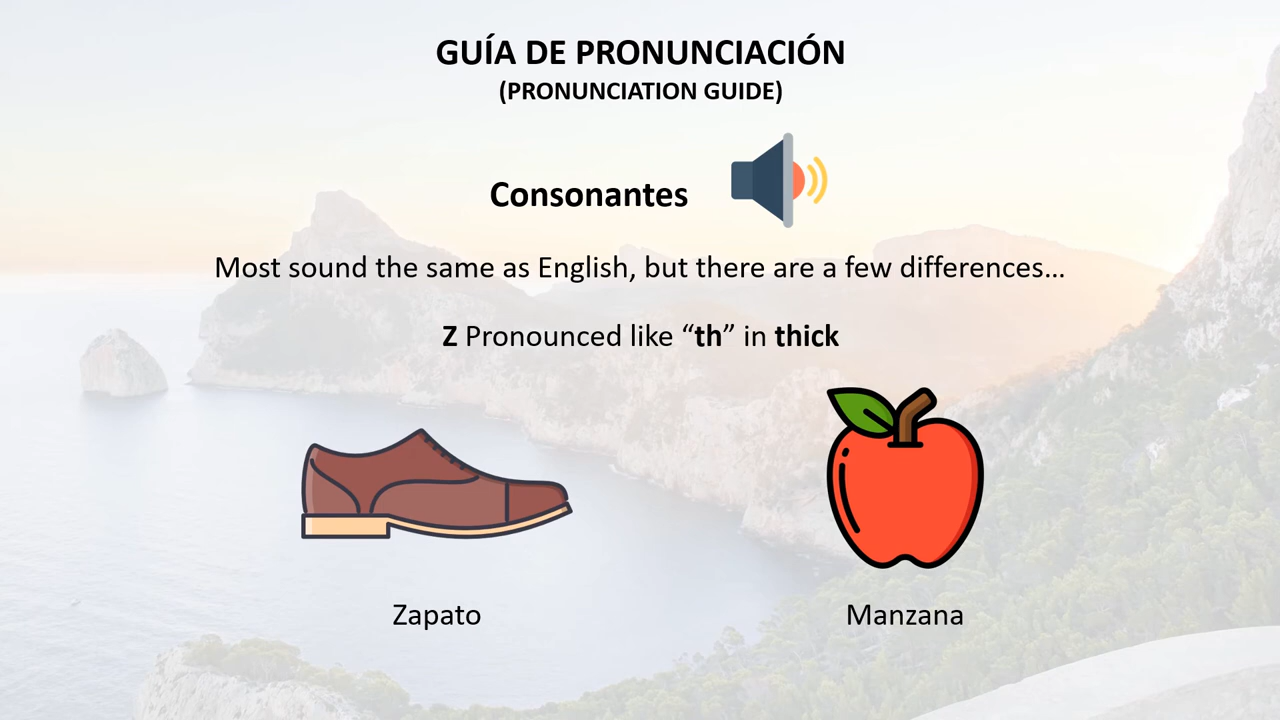 GUÍA DE PRONUNCIACIÓN
(PRONUNCIATION GUIDE)
Consonantes
Most sound the same as English, but there are a few differences…
Z Pronounced like “th” in thick
Zapato
Manzana